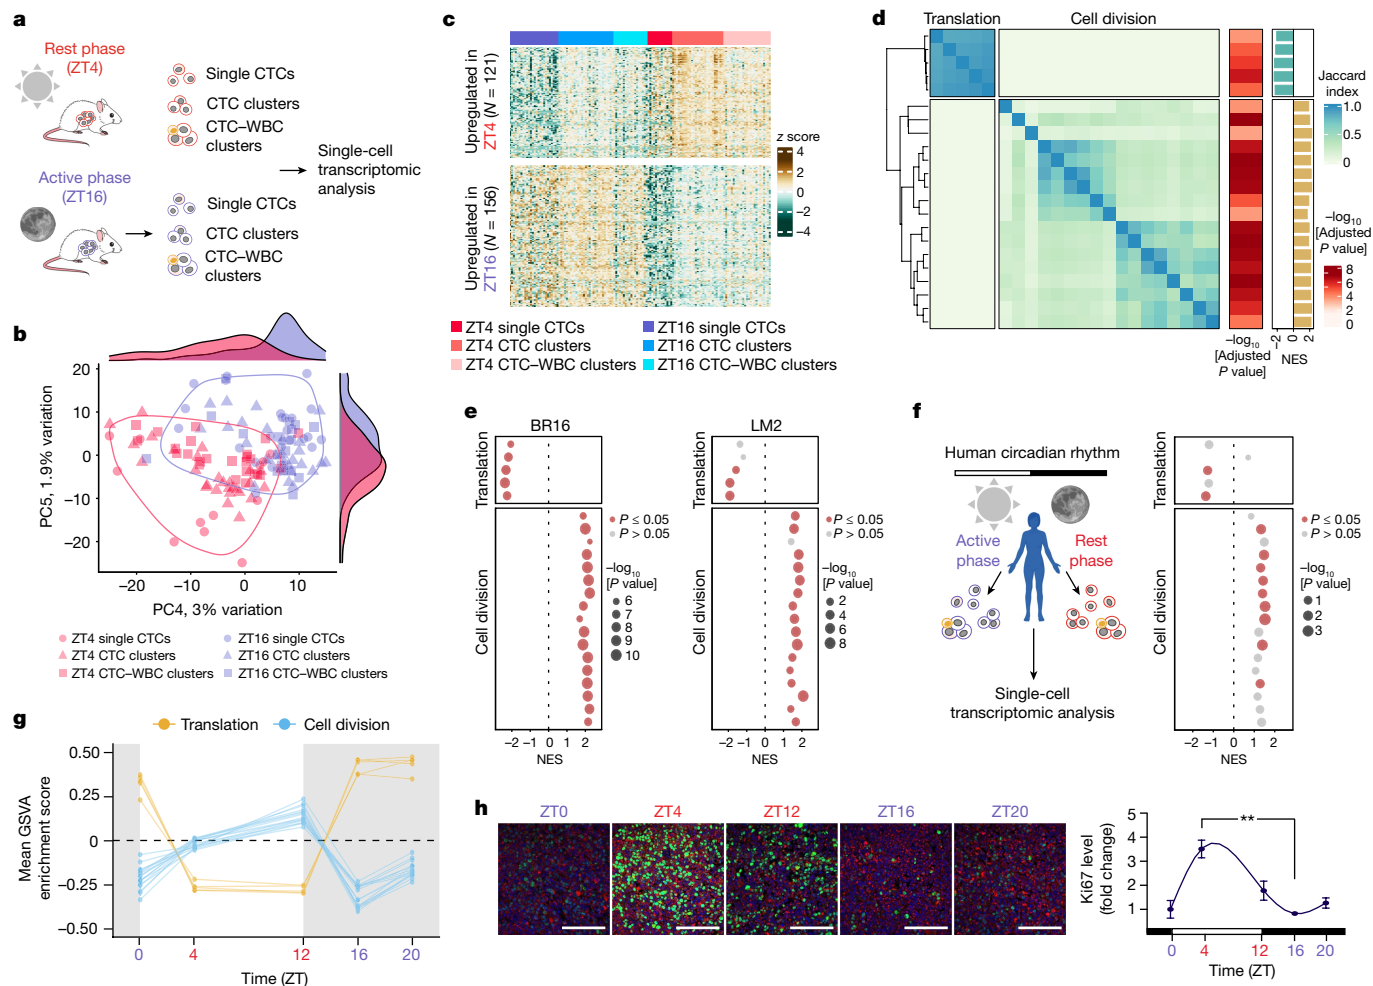 a
Rest phase
(ZT4)
Single CTCs
CTC clusters
CTC–WBC
clusters
Active phase
(ZT16)
Single CTCs
CTC clusters
CTC–WBC
clusters
Single-cell
transcriptomic
analysis
b
20
10
0
−10
−20
PC5, 1.9% variation
−20
−10
0
10
PC4, 3% variation
ZT4 single CTCs
ZT4 CTC clusters
ZT4 CTC–WBC clusters
ZT16 single CTCs
ZT16 CTC clusters
ZT16 CTC–WBC clusters
c
Upregulated in
ZT4 (N = 121)
Upregulated in
ZT16 (N = 156)
z score
4
2
0
−2
−4
ZT4 single CTCs
ZT4 CTC clusters
ZT4 CTC–WBC clusters
ZT16 single CTCs
ZT16 CTC clusters
ZT16 CTC–WBC clusters
d
Translation
Cell division
Jaccard
index
1.0
0.5
0
−log10
[Adjusted
P value]
8
6
4
2
0
−log10
[Adjusted
P value]
−2
0
2
NES
e
BR16
Translation
Cell division
−2 −1 0 1 2
NES
P ≤ 0.05
P > 0.05
−log10
[P value]
6
7
8
9
10
LM2
Translation
Cell division
−2 −1 0 1 2
NES
P ≤ 0.05
P > 0.05
−log10
[P value]
2
4
6
8
f
Human circadian rhythm
Active
phase
Rest
phase
Single-cell
transcriptomic analysis
Translation
Cell division
−2 −1 0 1 2
NES
P ≤ 0.05
P > 0.05
−log10
[P value]
1
2
3
g
Translation
Cell division
0.50
0.25
0
−0.25
−0.50
Mean GSVA
enrichment score
0
4
12
16
20
Time (ZT)
h
ZT0
ZT4
ZT12
ZT16
ZT20
5
4
3
2
1
Ki67 level
(fold change)
**
0
4
12
16
20
Time (ZT)